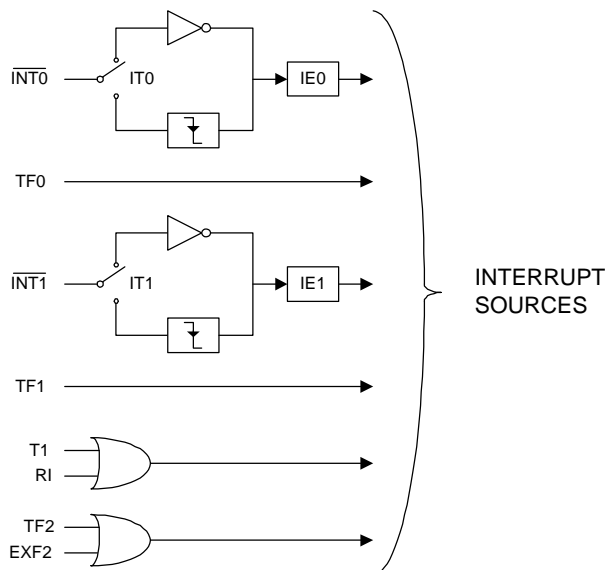 INT0
IT0
IE0
TF0
INT1
IT1
IE1
INTERRUPT
SOURCES
TF1
T1
RI
TF2
EXF2